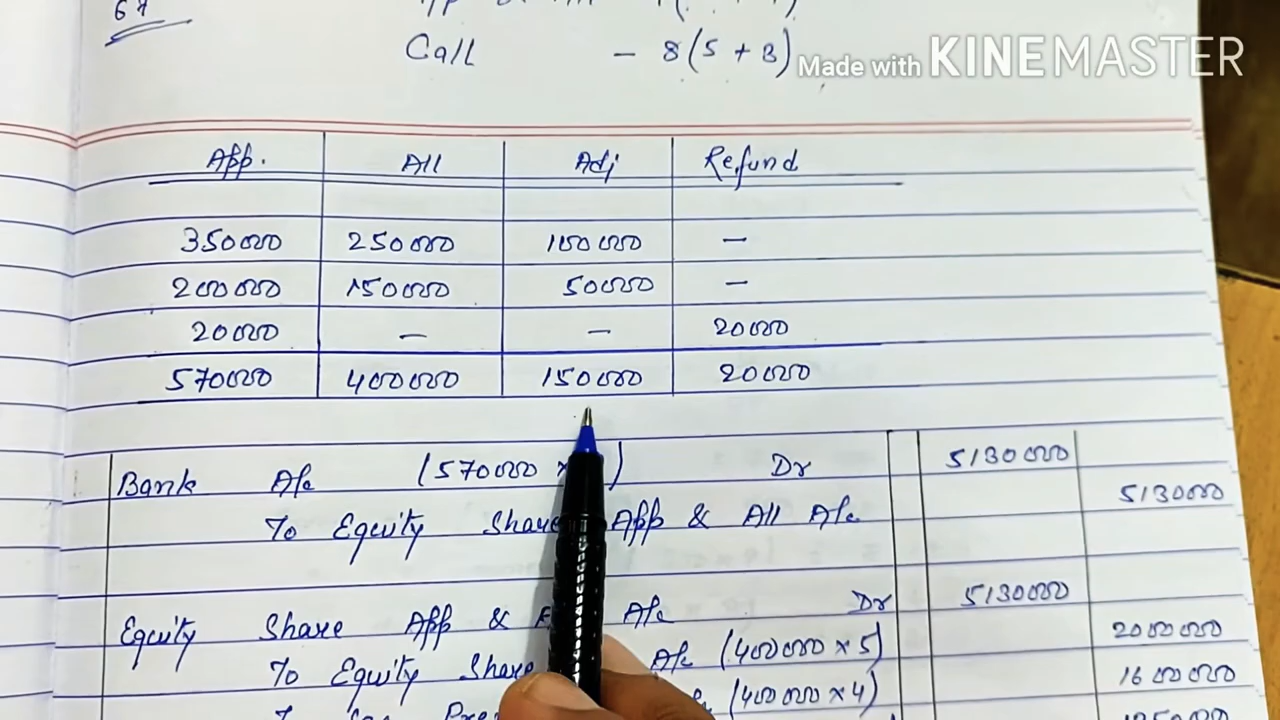 67
Call - 8(5 + 3)
Made with KINEMASTER
App. All Adj Refund
350000 250000 100000 —
200000 150000 50000 —
20000 — — 20000
570000 400000 150000 20000
Bank A/c (570000 × ) Dr 5130000
To Equity Share App & All A/c 5130000
Equity Share App & A/c Dr 5130000
To Equity Share A/c (400000 × 5) 2000000
(400000 × 4) 1600000